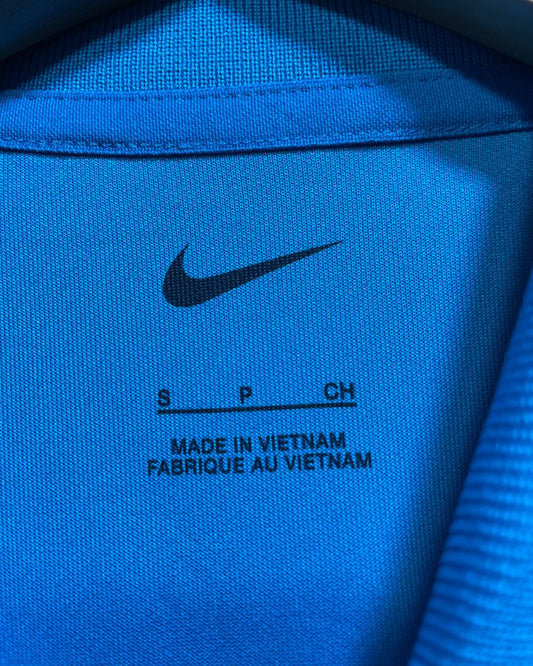 S P CH
MADE IN VIETNAM
FABRIQUE AU VIETNAM